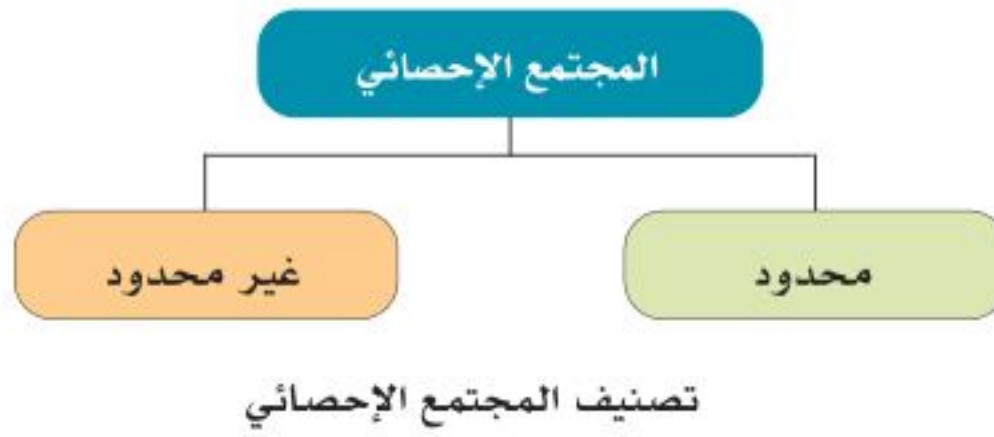 المجتمع الإحصائي
محدود
غير محدود
تصنيف المجتمع الإحصائي